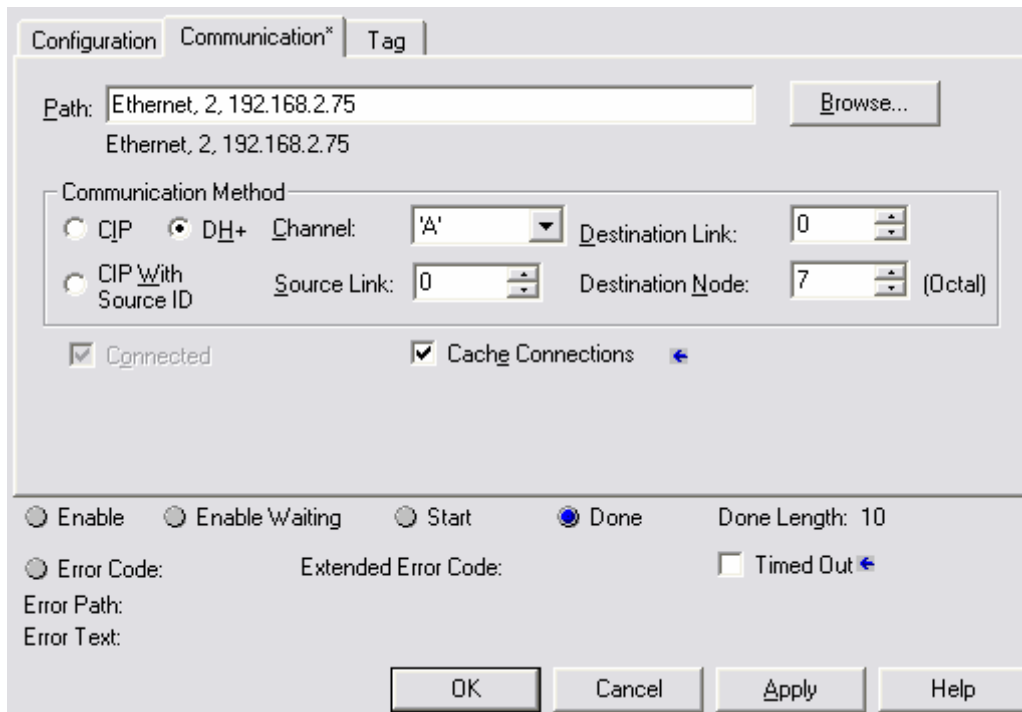 Configuration Communication* Tag
Path: Ethernet, 2, 192.168.2.75 Browse...
Ethernet, 2, 192.168.2.75
Communication Method
CIP DH+ Channel: 'A' Destination Link: 0
CIP With Source ID Source Link: 0 Destination Node: 7 (Octal)
Connected Cache Connections
Enable Enable Waiting Start Done Done Length: 10
Error Code: Extended Error Code: Timed Out
Error Path:
Error Text:
OK Cancel Apply Help